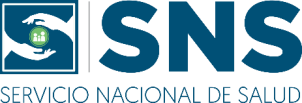 SNS
SERVICIO NACIONAL DE SALUD